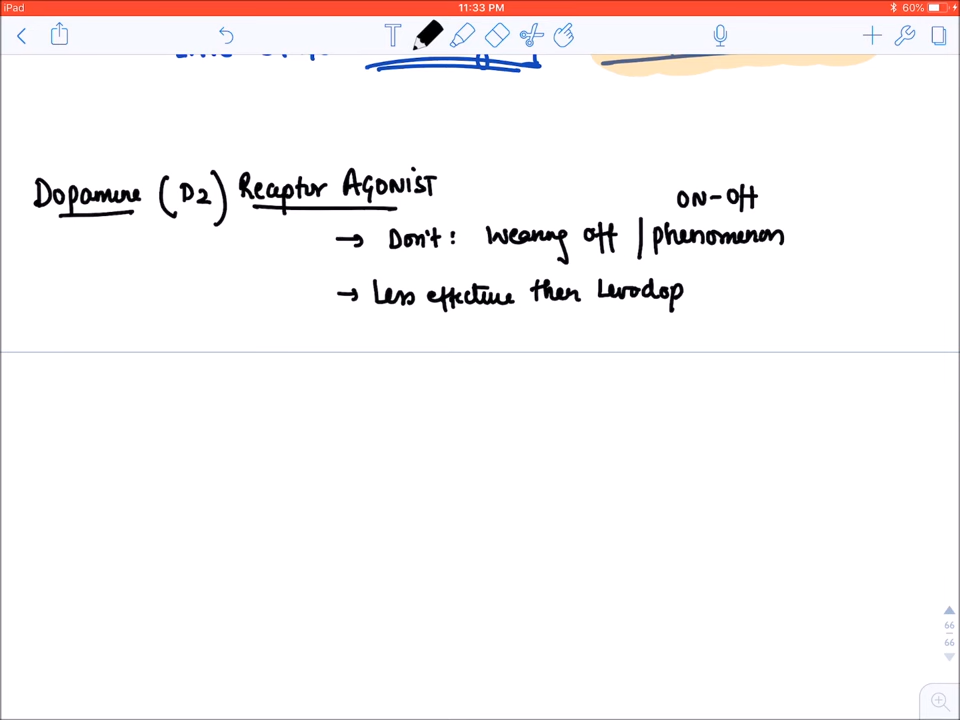 iPad 11:33 PM 60%
T
Dopamine (D2) Receptor AGONIST
ON-Off
→ Don't: Wearing off | phenomenon
→ Less effective then Levodop
66
66